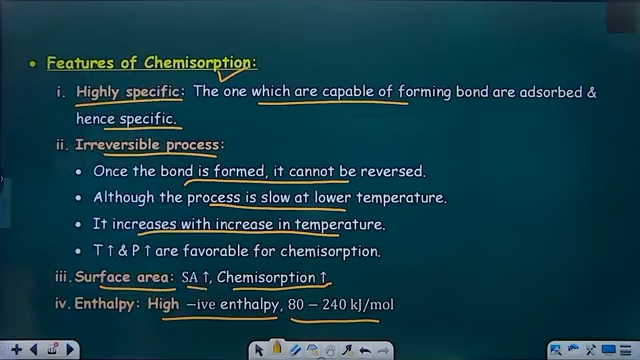 • Features of Chemisorption:
i. Highly specific: The one which are capable of forming bond are adsorbed &
hence specific.
ii. Irreversible process:
• Once the bond is formed, it cannot be reversed.
• Although the process is slow at lower temperature.
• It increases with increase in temperature.
• T ↑ & P ↑ are favorable for chemisorption.
iii. Surface area: SA ↑, Chemisorption ↑
iv. Enthalpy: High -ive enthalpy, 80 - 240 kJ/mol